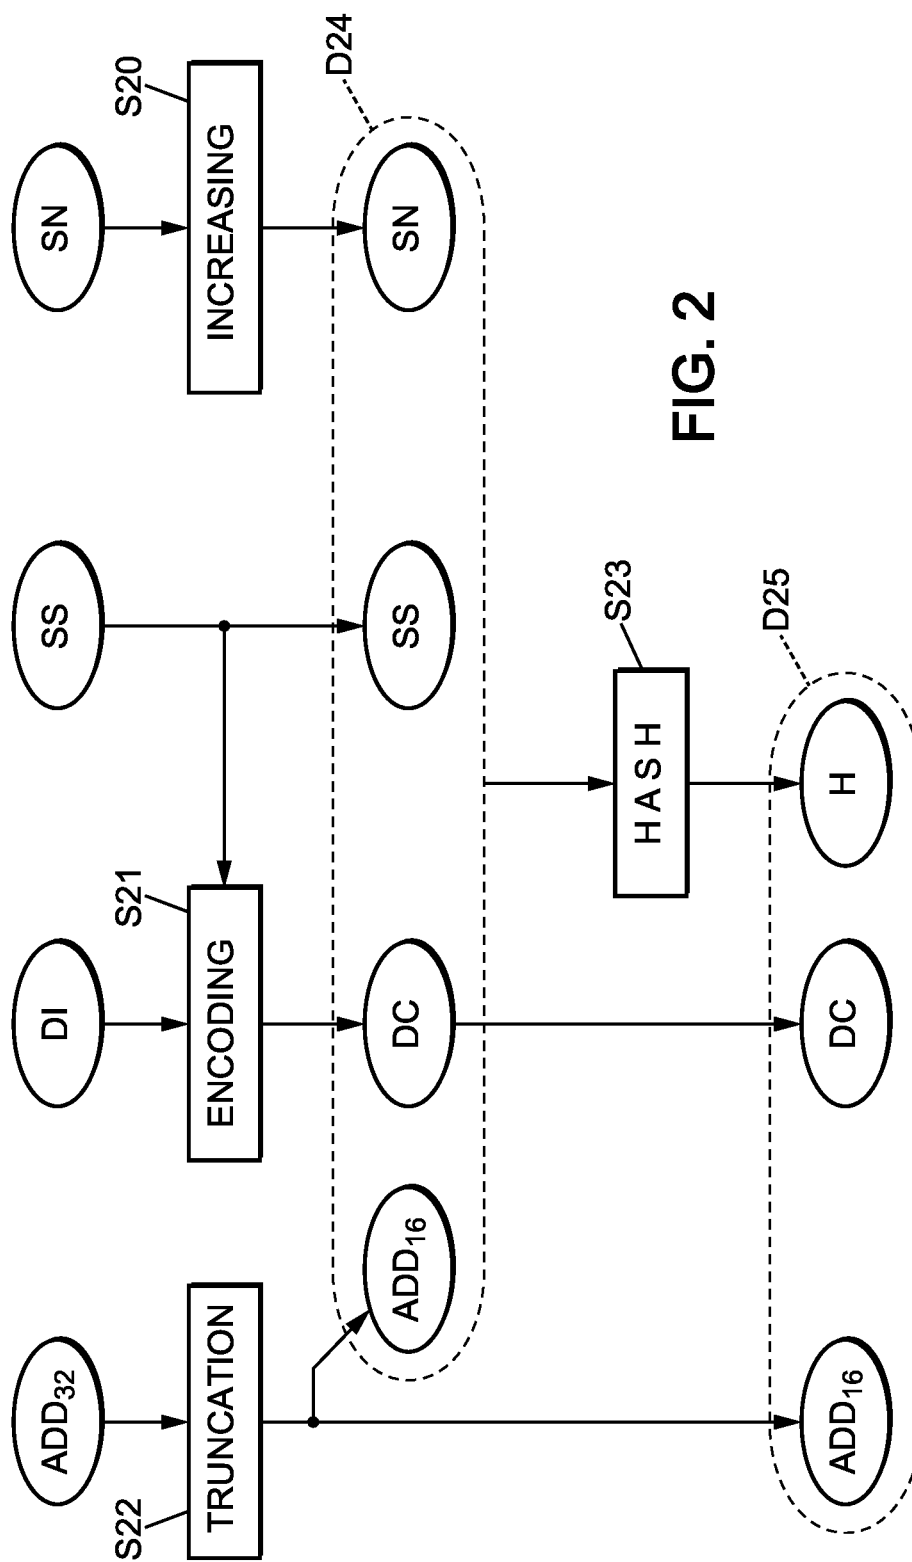 ADD32
DI
SS
SN
S22
S21
S20
TRUNCATION
ENCODING
INCREASING
D24
ADD16
DC
SS
SN
S23
HASH
FIG. 2
D25
ADD16
DC
H